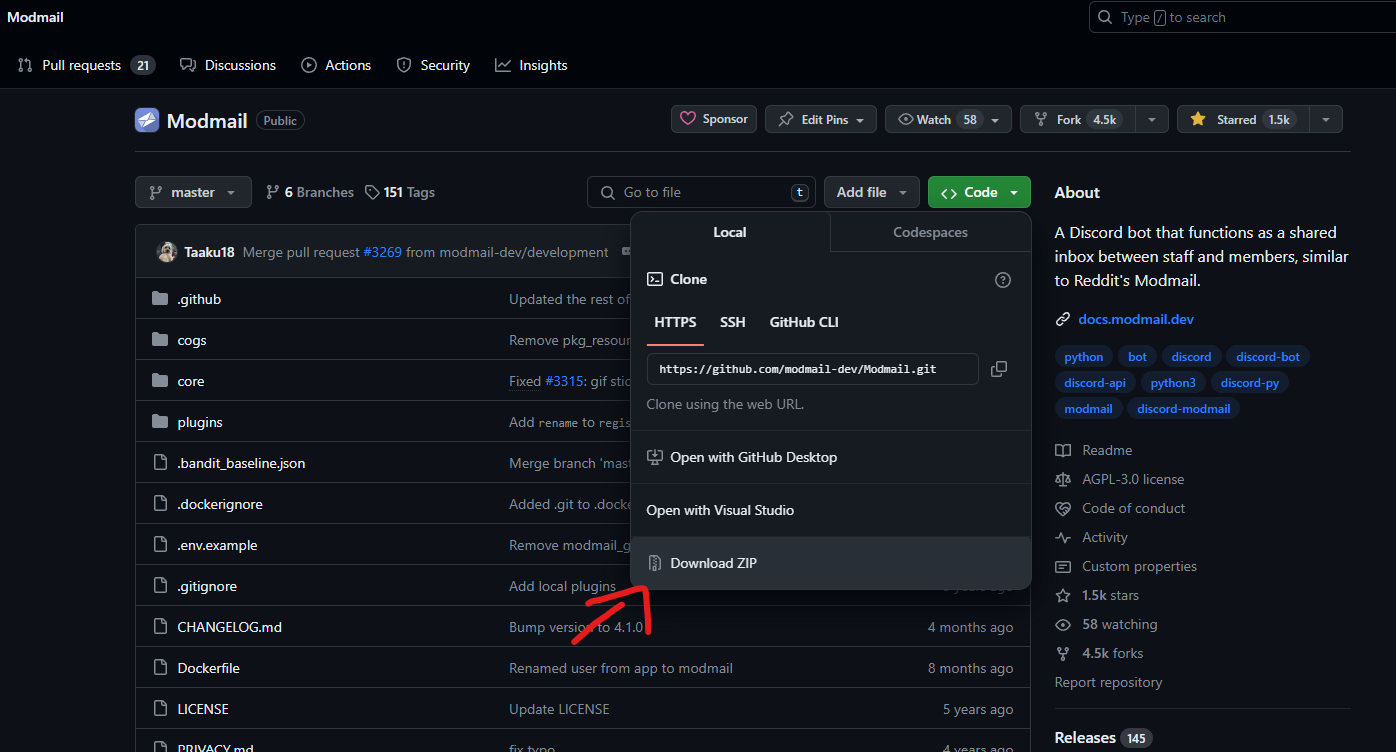 Modmail
Type / to search
Pull requests 21 Discussions Actions Security Insights
Modmail Public
Sponsor Edit Pins Watch 58 Fork 4.5k Starred 1.5k
master 6 Branches 151 Tags Go to file t Add file <> Code
Taaku18 Merge pull request #3269 from modmail-dev/development
.github Updated the rest of
cogs Remove pkg_resour
core Fixed #3315: gif stic
plugins Add rename to regis
.bandit_baseline.json Merge branch 'mast
.dockerignore Added .git to .docke
.env.example Remove modmail_g
.gitignore Add local plugins
CHANGELOG.md Bump version to 4.1.0 4 months ago
Dockerfile Renamed user from app to modmail 8 months ago
LICENSE Update LICENSE 5 years ago
PRIVACY.md fix typo 4 years ago
Local Codespaces
Clone
HTTPS SSH GitHub CLI
https://github.com/modmail-dev/Modmail.git
Clone using the web URL.
Open with GitHub Desktop
Open with Visual Studio
Download ZIP
About
A Discord bot that functions as a shared
inbox between staff and members, similar
to Reddit's Modmail.
docs.modmail.dev
python bot discord discord-bot
discord-api python3 discord-py
modmail discord-modmail
Readme
AGPL-3.0 license
Code of conduct
Activity
Custom properties
1.5k stars
58 watching
4.5k forks
Report repository
Releases 145